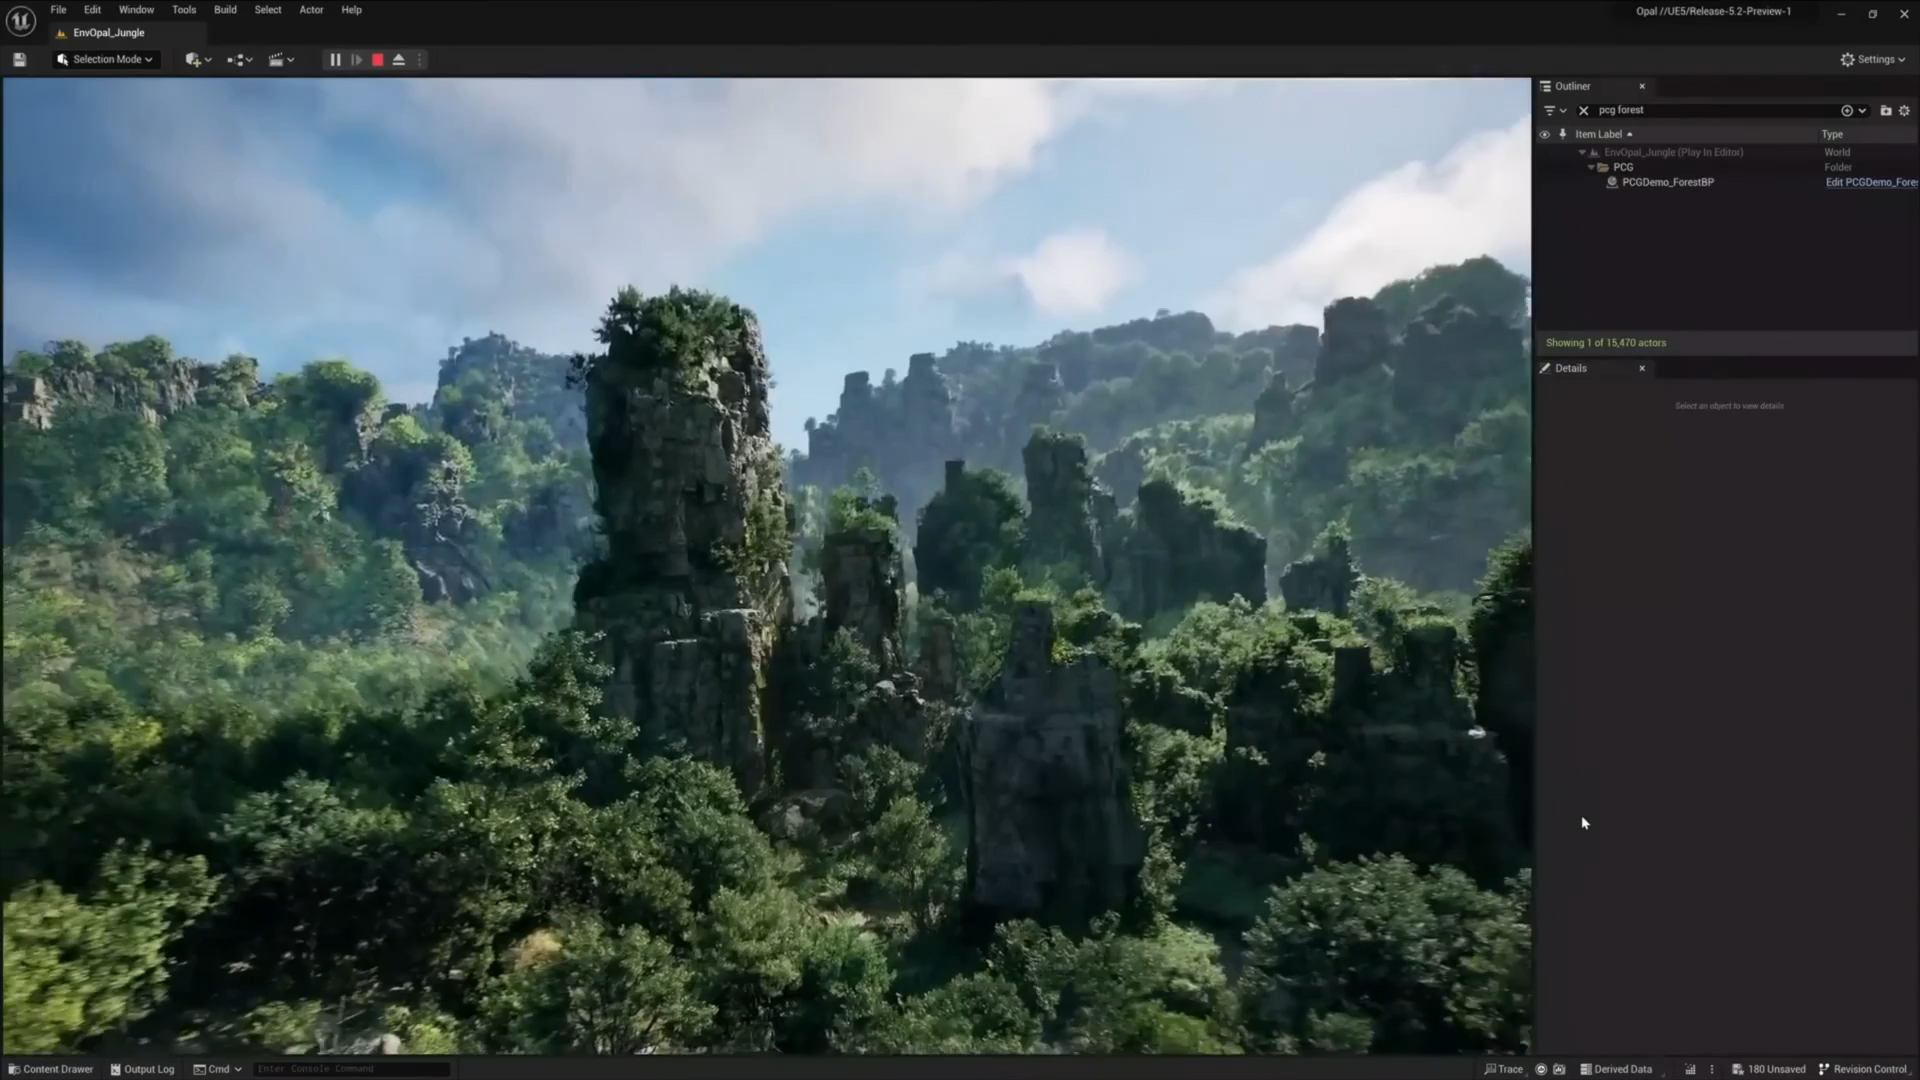 File Edit Window Tools Build Select Actor Help
Opal //UE5/Release-5.2-Preview-1
EnvOpal_Jungle
Selection Mode
Settings
Outliner
pcg forest
Item Label
Type
EnvOpal_Jungle (Play In Editor)
World
PCG
Folder
PCGDemo_ForestBP
Edit PCGDemo_Fore
Showing 1 of 15,470 actors
Details
Select an object to view details
Content Drawer
Output Log
Cmd
Enter Console Command
Trace
Derived Data
180 Unsaved
Revision Control